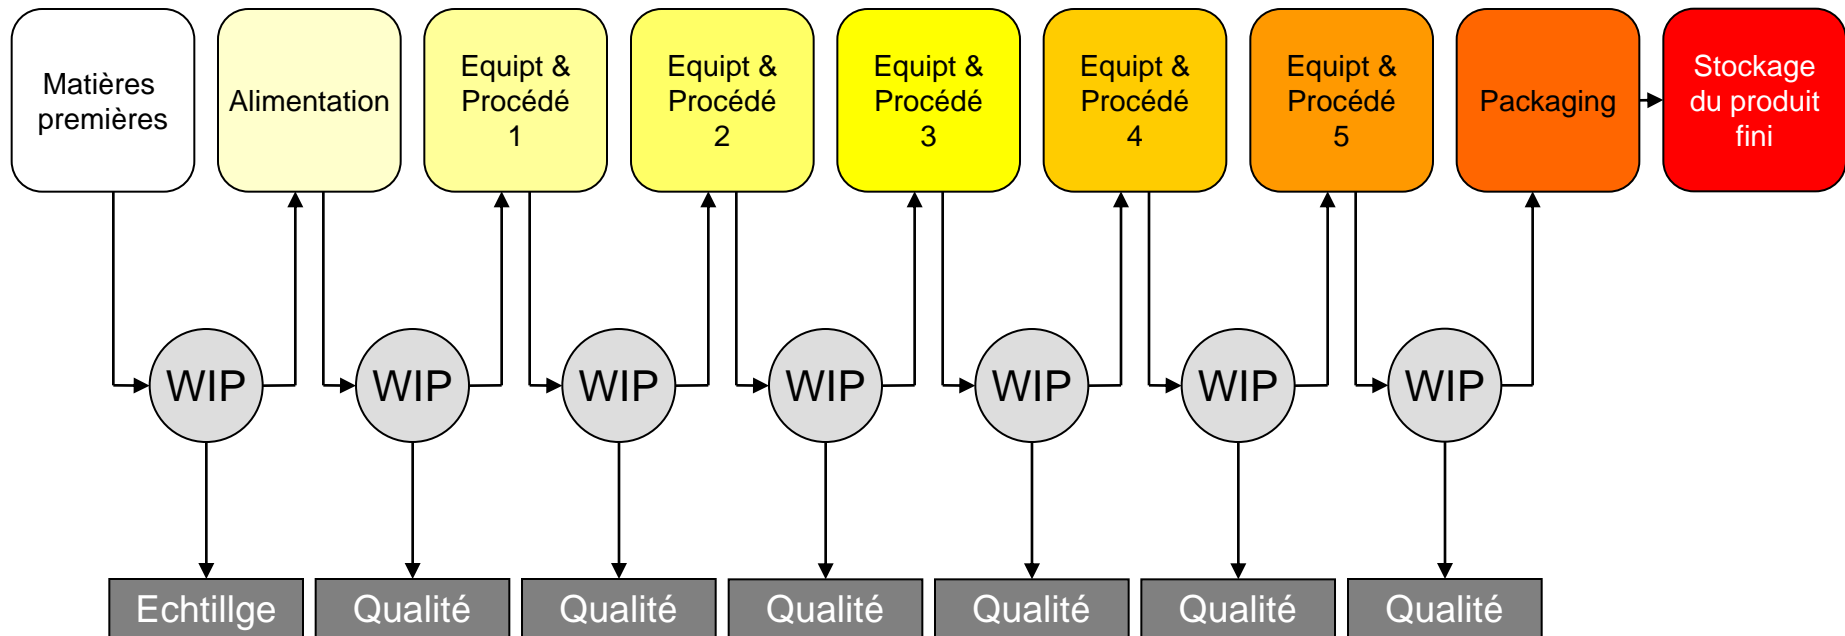 Matières
premières
Alimentation
Equipt &
Procédé
1
Equipt &
Procédé
2
Equipt &
Procédé
3
Equipt &
Procédé
4
Equipt &
Procédé
5
Packaging
Stockage
du produit
fini
WIP
WIP
WIP
WIP
WIP
WIP
WIP
Echtillge
Qualité
Qualité
Qualité
Qualité
Qualité
Qualité